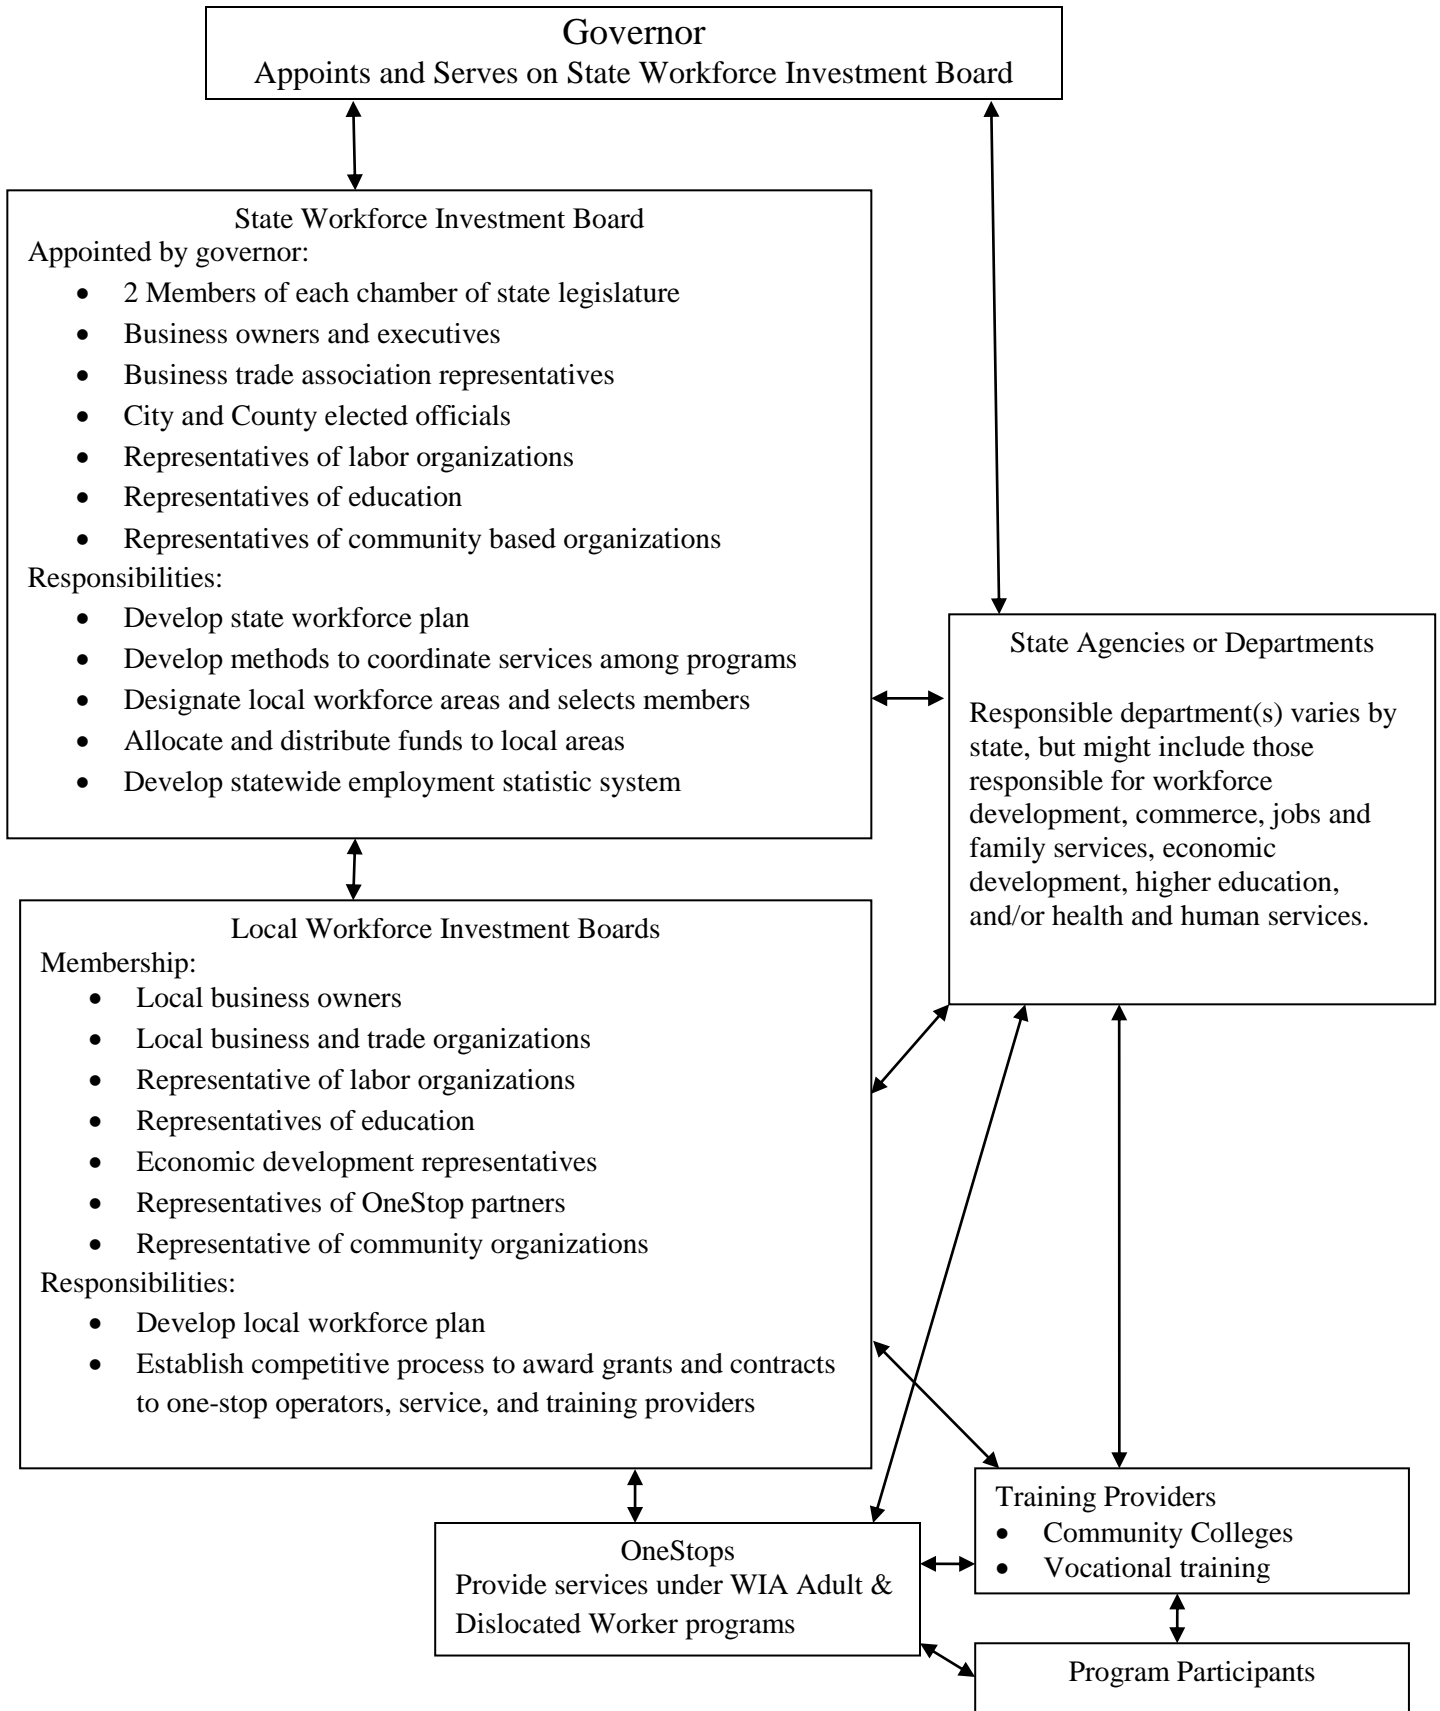 Governor
Appoints and Serves on State Workforce Investment Board
State Workforce Investment Board
Appointed by governor:
• 2 Members of each chamber of state legislature
• Business owners and executives
• Business trade association representatives
• City and County elected officials
• Representatives of labor organizations
• Representatives of education
• Representatives of community based organizations
Responsibilities:
• Develop state workforce plan
• Develop methods to coordinate services among programs
• Designate local workforce areas and selects members
• Allocate and distribute funds to local areas
• Develop statewide employment statistic system
State Agencies or Departments
Responsible department(s) varies by
state, but might include those
responsible for workforce
development, commerce, jobs and
family services, economic
development, higher education,
and/or health and human services.
Local Workforce Investment Boards
Membership:
• Local business owners
• Local business and trade organizations
• Representative of labor organizations
• Representatives of education
• Economic development representatives
• Representatives of OneStop partners
• Representative of community organizations
Responsibilities:
• Develop local workforce plan
• Establish competitive process to award grants and contracts
to one-stop operators, service, and training providers
Training Providers
• Community Colleges
• Vocational training
OneStops
Provide services under WIA Adult &
Dislocated Worker programs
Program Participants